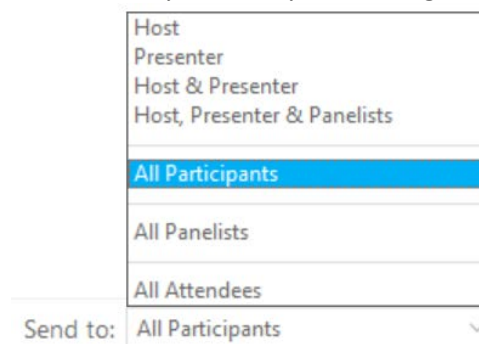 Host
Presenter
Host & Presenter
Host, Presenter & Panelists
All Participants
All Panelists
All Attendees
Send to: All Participants